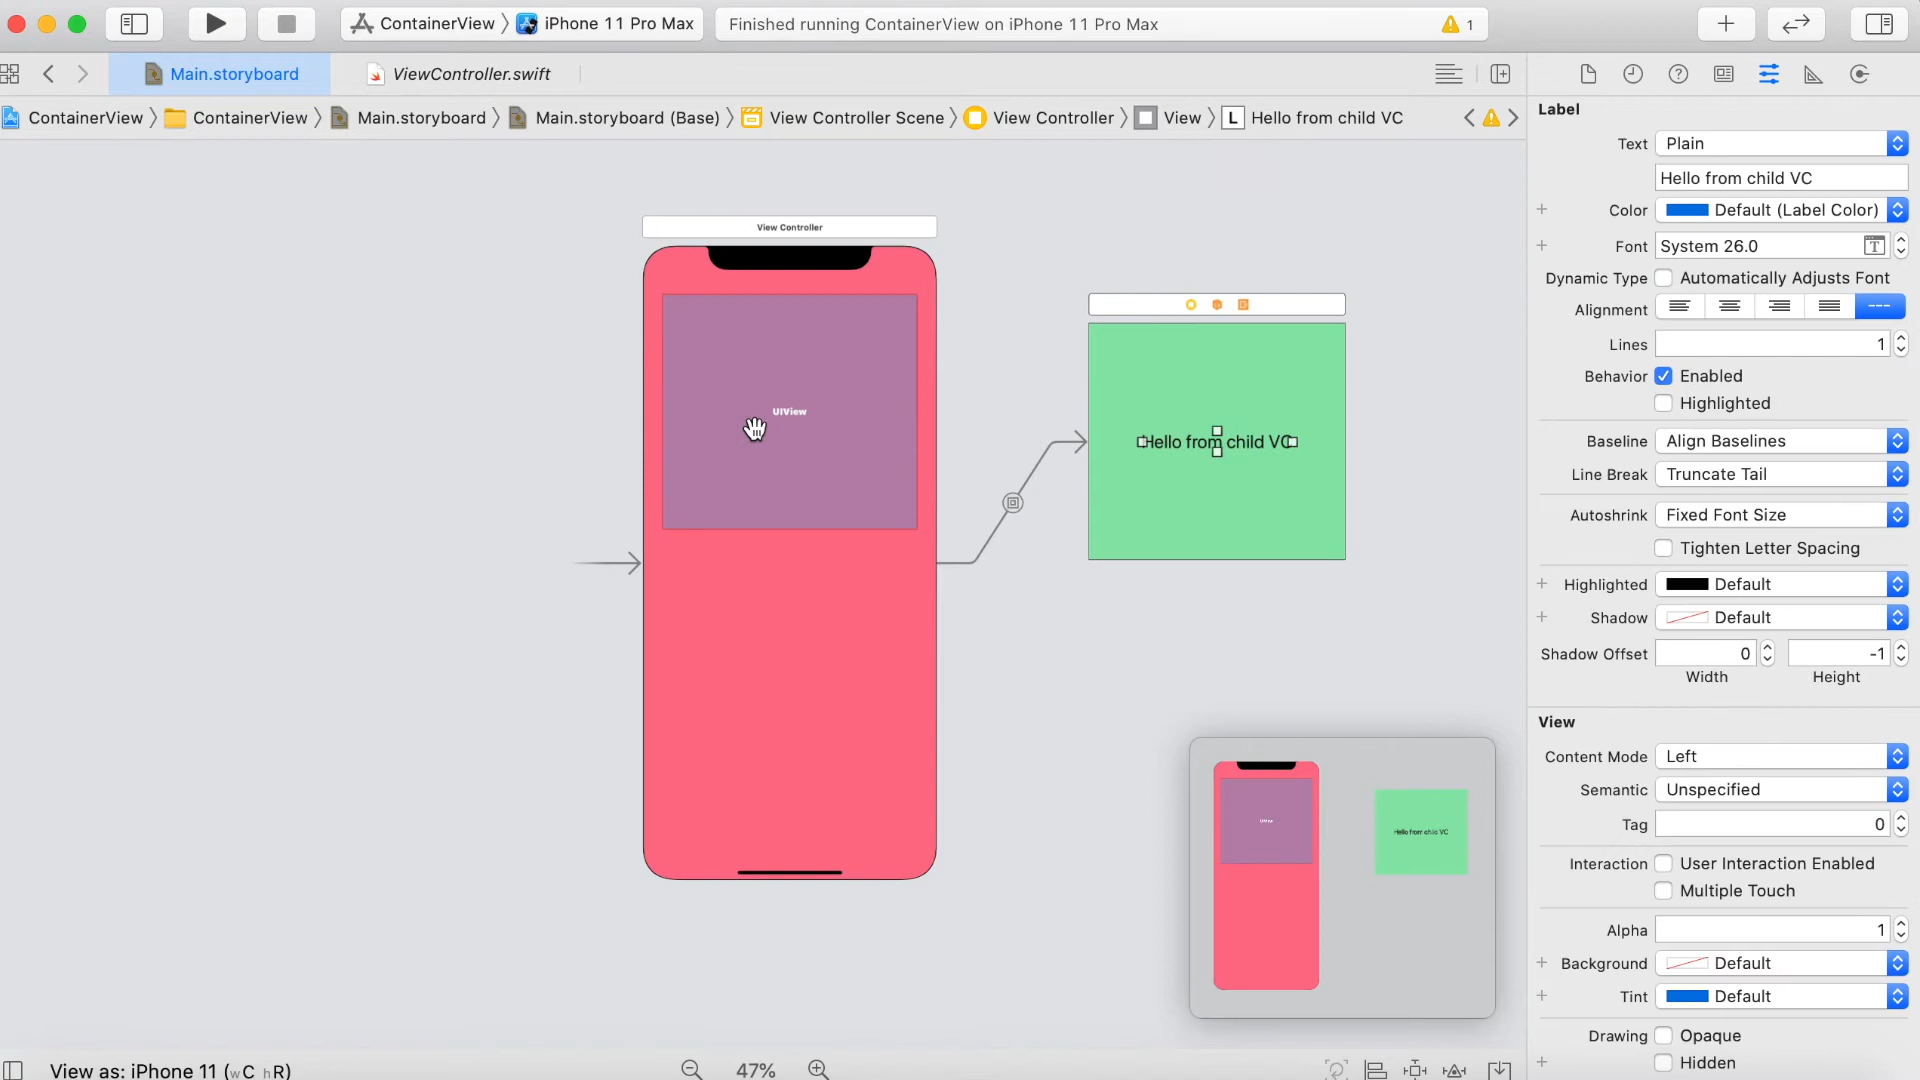 ContainerView 〉 iPhone 11 Pro Max
Finished running ContainerView on iPhone 11 Pro Max
1
Main.storyboard
ViewController.swift
ContainerView 〉 ContainerView 〉 Main.storyboard 〉 Main.storyboard (Base) 〉 View Controller Scene 〉 View Controller 〉 View 〉 L Hello from child VC
View Controller
UIView
Hello from child VC
UIView
Hello from child VC
View as: iPhone 11 (wC hR)
47%
Label
Text Plain
Hello from child VC
Color Default (Label Color)
Font System 26.0
Dynamic Type Automatically Adjusts Font
Alignment
Lines 1
Behavior Enabled
Highlighted
Baseline Align Baselines
Line Break Truncate Tail
Autoshrink Fixed Font Size
Tighten Letter Spacing
Highlighted Default
Shadow Default
Shadow Offset 0 -1
Width Height
View
Content Mode Left
Semantic Unspecified
Tag 0
Interaction User Interaction Enabled
Multiple Touch
Alpha 1
Background Default
Tint Default
Drawing Opaque
Hidden